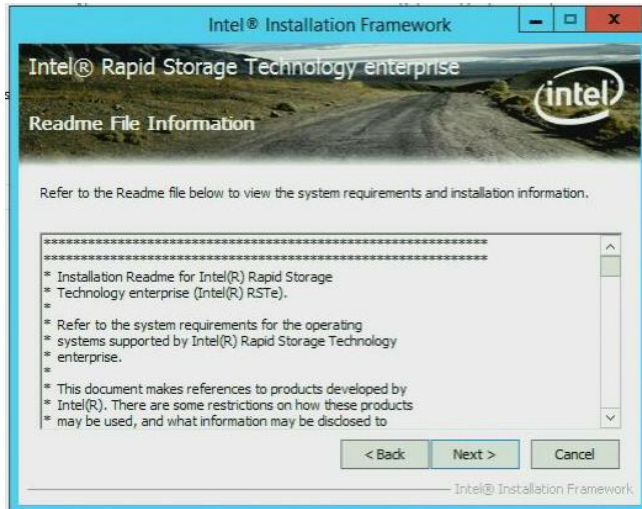 Intel® Installation Framework
Intel® Rapid Storage Technology enterprise
intel
Readme File Information
Refer to the Readme file below to view the system requirements and installation information.
************************************************************
************************************************************
* Installation Readme for Intel(R) Rapid Storage
* Technology enterprise (Intel(R) RSTe).
*
* Refer to the system requirements for the operating
* systems supported by Intel(R) Rapid Storage Technology
* enterprise.
*
* This document makes references to products developed by
* Intel(R). There are some restrictions on how these products
* may be used, and what information may be disclosed to
< Back Next > Cancel
Intel® Installation Framework